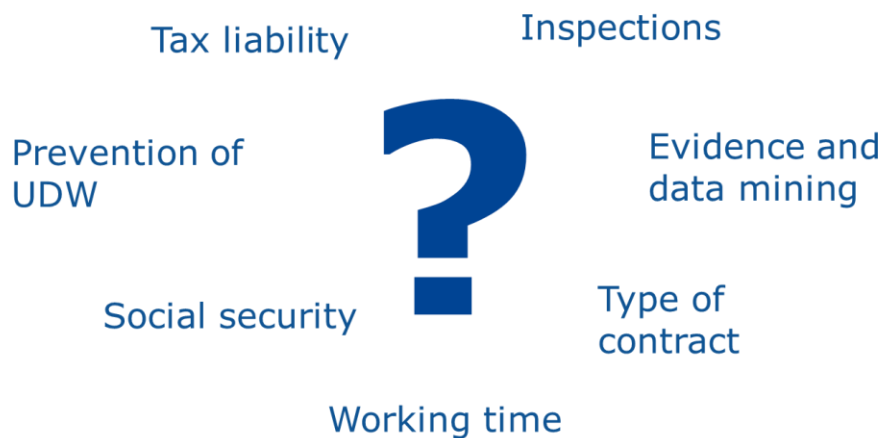 Tax liability
Inspections
Prevention of
UDW
?
Evidence and
data mining
Social security
Type of
contract
Working time